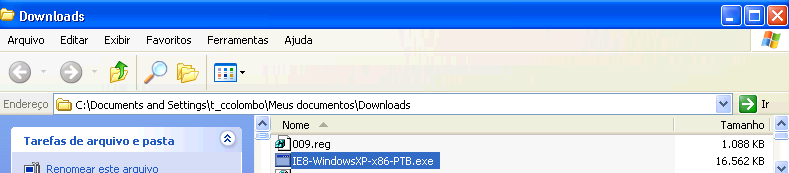 Downloads
Arquivo Editar Exibir Favoritos Ferramentas Ajuda
Endereço C:\Documents and Settings\t_ccolombo\Meus documentos\Downloads Ir
Tarefas de arquivo e pasta
Renomear este arquivo
Nome Tamanho
009.reg 1.088 KB
IE8-WindowsXP-x86-PTB.exe 16.562 KB